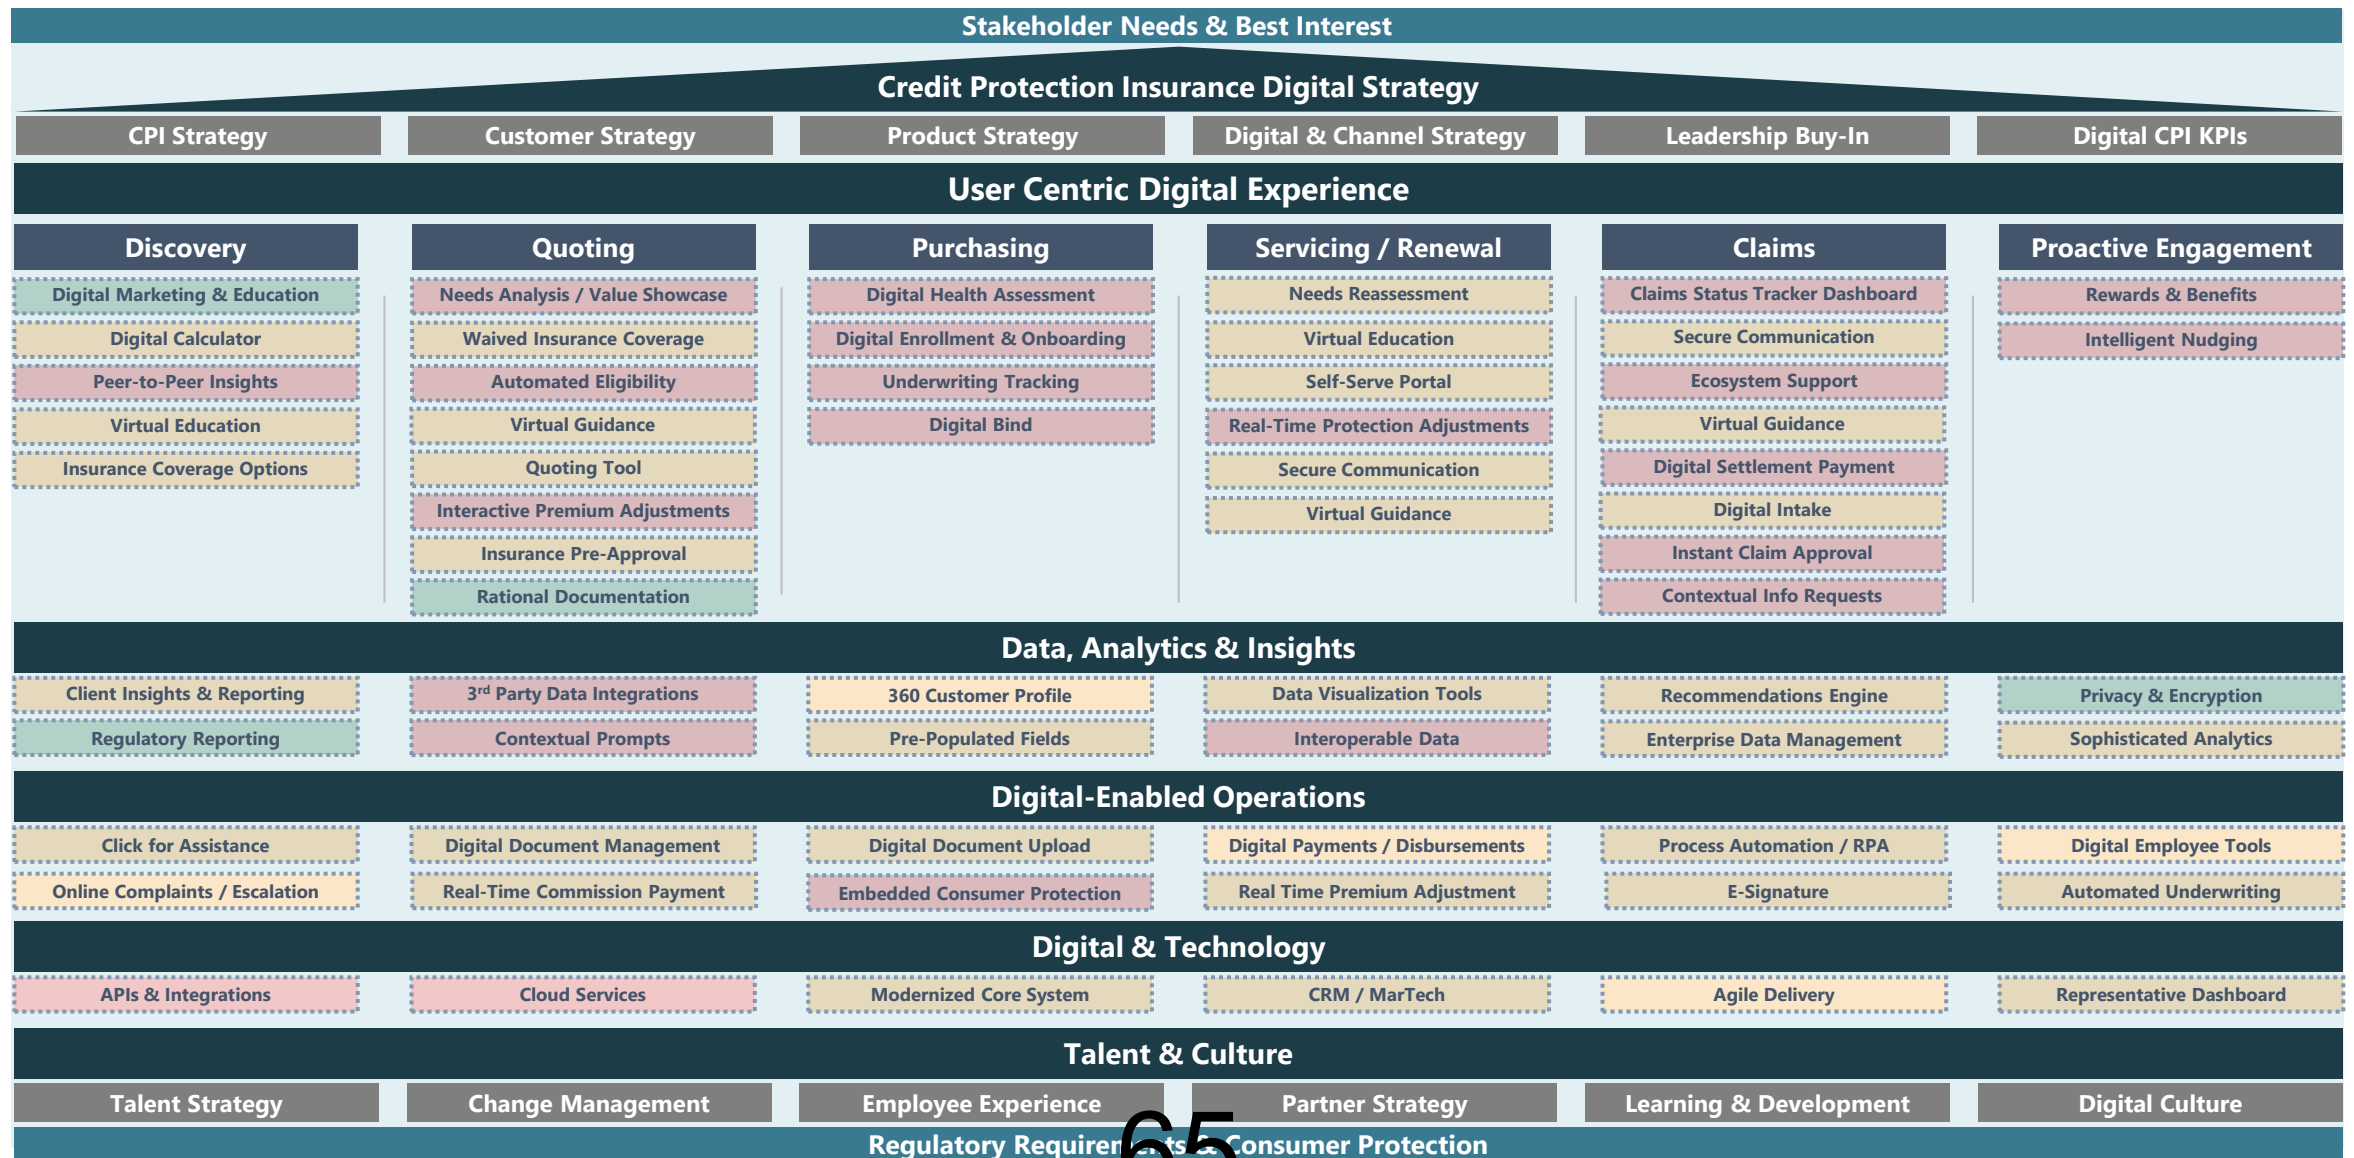 Stakeholder Needs & Best Interest
Credit Protection Insurance Digital Strategy
CPI Strategy
Customer Strategy
Product Strategy
Digital & Channel Strategy
Leadership Buy-In
Digital CPI KPIs
User Centric Digital Experience
Discovery
Digital Marketing & Education
Digital Calculator
Peer-to-Peer Insights
Virtual Education
Insurance Coverage Options
Quoting
Needs Analysis / Value Showcase
Waived Insurance Coverage
Automated Eligibility
Virtual Guidance
Quoting Tool
Interactive Premium Adjustments
Insurance Pre-Approval
Rational Documentation
Purchasing
Digital Health Assessment
Digital Enrollment & Onboarding
Underwriting Tracking
Digital Bind
Servicing / Renewal
Needs Reassessment
Virtual Education
Self-Serve Portal
Real-Time Protection Adjustments
Secure Communication
Virtual Guidance
Claims
Claims Status Tracker Dashboard
Secure Communication
Ecosystem Support
Virtual Guidance
Digital Settlement Payment
Digital Intake
Instant Claim Approval
Contextual Info Requests
Proactive Engagement
Rewards & Benefits
Intelligent Nudging
Data, Analytics & Insights
Client Insights & Reporting
3rd Party Data Integrations
360 Customer Profile
Data Visualization Tools
Recommendations Engine
Privacy & Encryption
Regulatory Reporting
Contextual Prompts
Pre-Populated Fields
Interoperable Data
Enterprise Data Management
Sophisticated Analytics
Digital-Enabled Operations
Click for Assistance
Digital Document Management
Digital Document Upload
Digital Payments / Disbursements
Process Automation / RPA
Digital Employee Tools
Online Complaints / Escalation
Real-Time Commission Payment
Embedded Consumer Protection
Real Time Premium Adjustment
E-Signature
Automated Underwriting
Digital & Technology
APIs & Integrations
Cloud Services
Modernized Core System
CRM / MarTech
Agile Delivery
Representative Dashboard
Talent & Culture
Talent Strategy
Change Management
Employee Experience
Partner Strategy
Learning & Development
Digital Culture
Regulatory Requirements & Consumer Protection
65